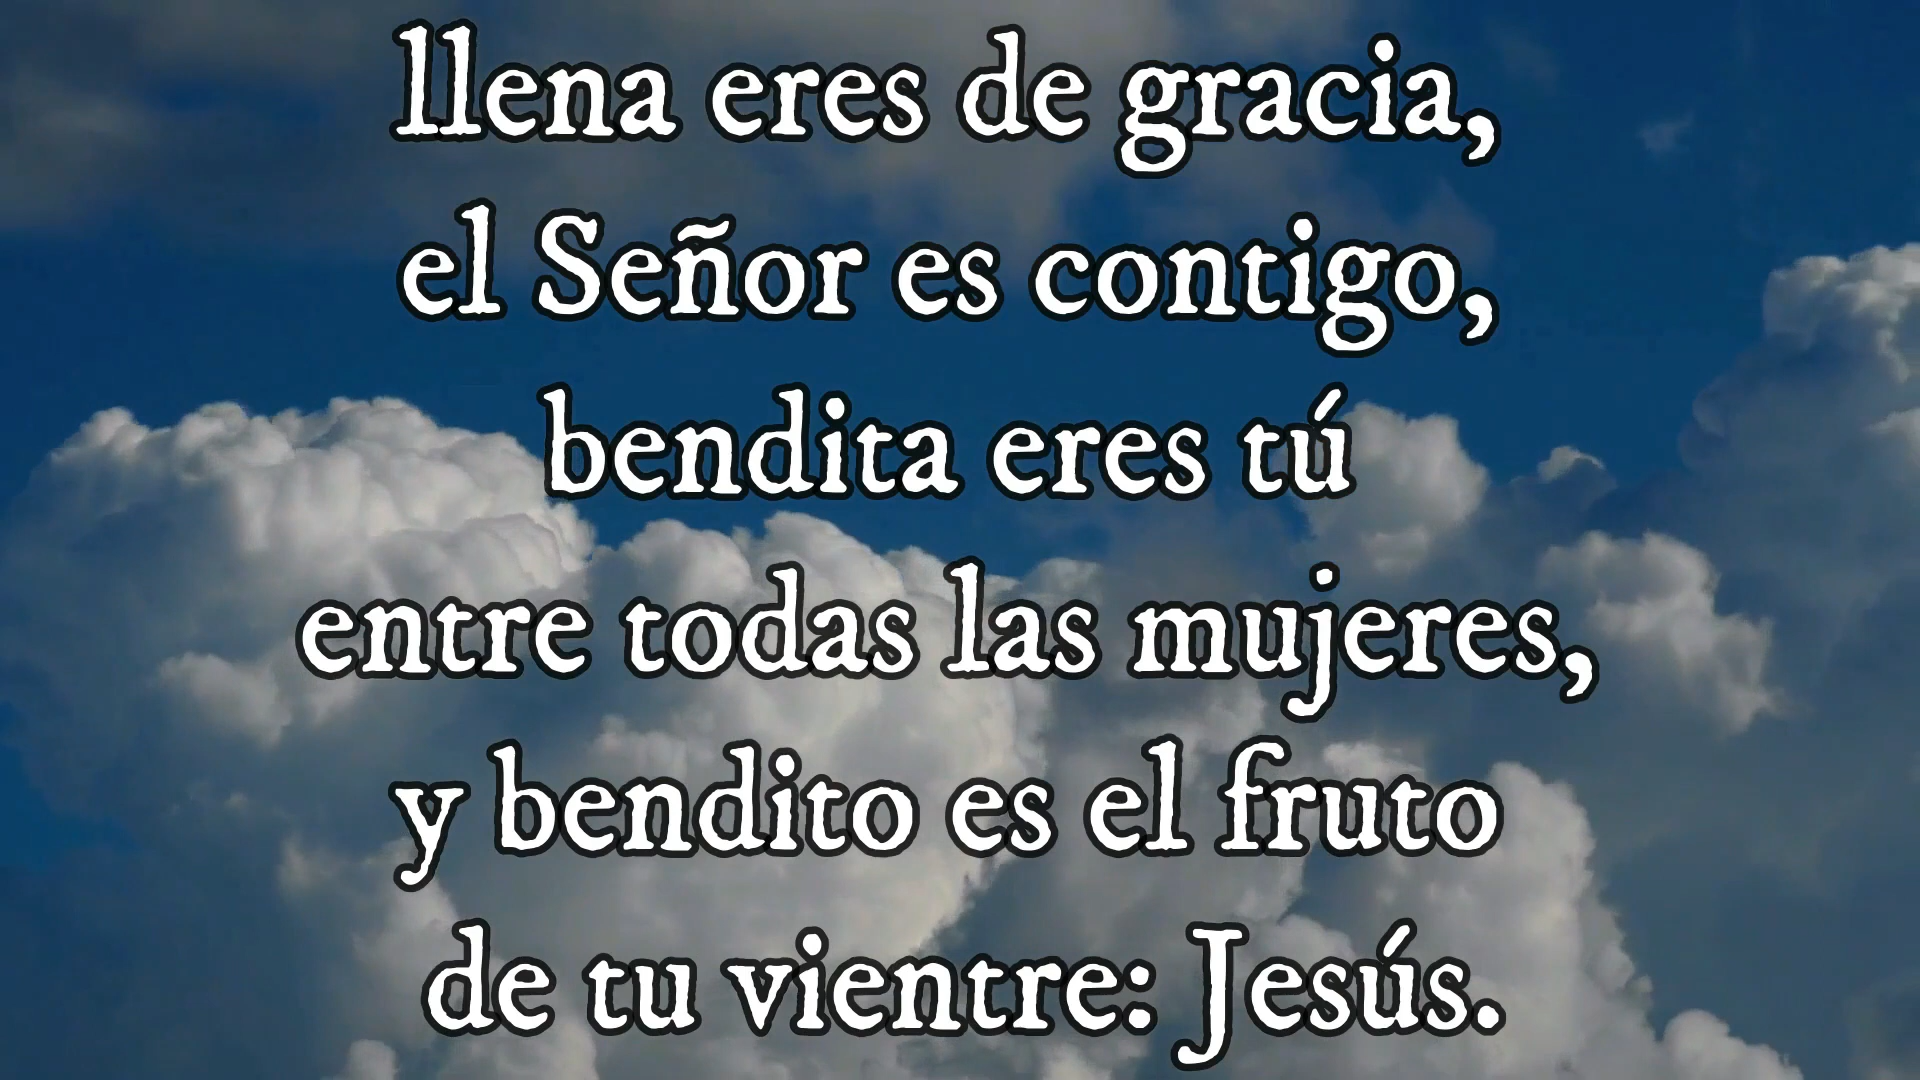 llena eres de gracia,
el Señor es contigo,
bendita eres tú
entre todas las mujeres,
y bendito es el fruto
de tu vientre: Jesús.